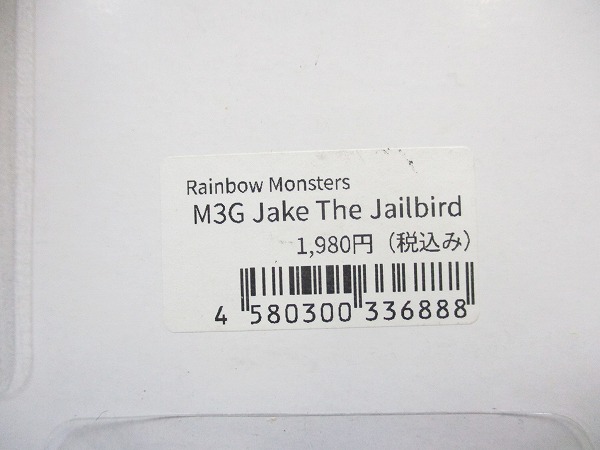 Rainbow Monsters
M3G Jake The Jailbird
1,980円（税込み）
4 580300 336888